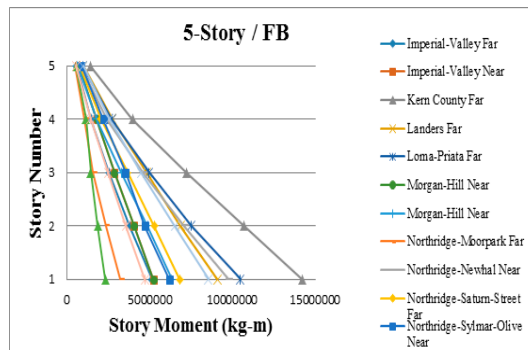 5-Story / FB
Story Number
5
4
3
2
1
0
5000000
10000000
15000000
Story Moment (kg-m)
Imperial-Valley Far
Imperial-Valley Near
Kern County Far
Landers Far
Loma-Priata Far
Morgan-Hill Near
Morgan-Hill Near
Northridge-Moorpark Far
Northridge-Newhal Near
Northridge-Saturn-Street
Far
Northridge-Sylmar-Olive
Near